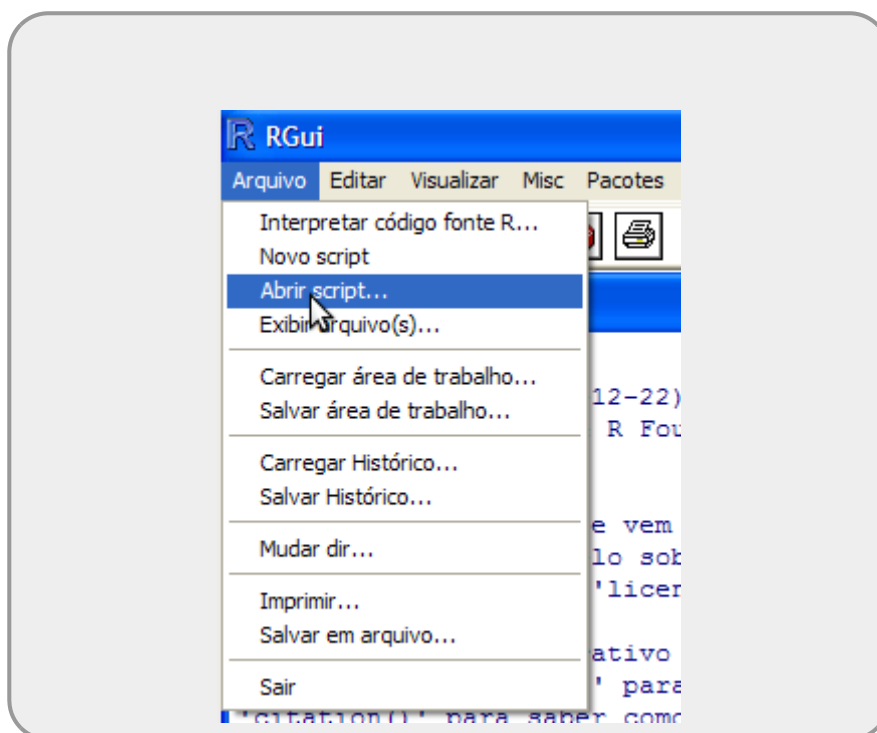 RGui
Arquivo Editar Visualizar Misc Pacotes
Interpretar código fonte R...
Novo script
Abrir script...
Exibir arquivo(s)...
Carregar área de trabalho...
12-22)
Salvar área de trabalho...
R Fou
Carregar Histórico...
Salvar Histórico...
e vem
Mudar dir...
lo sob
'licen
Imprimir...
Salvar em arquivo...
ativo
Sair
' para
'citation()' para saber como